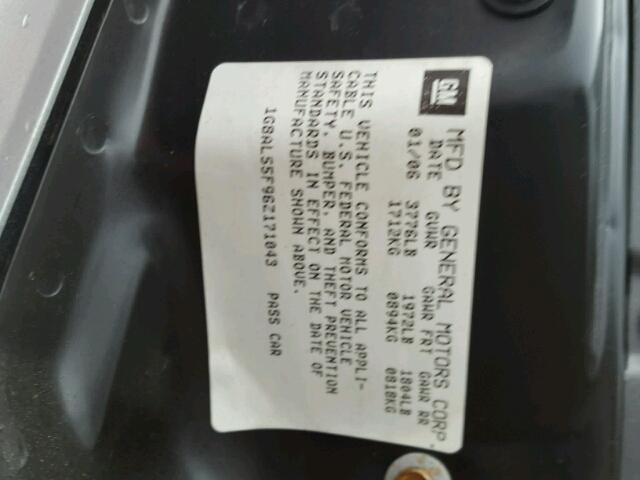 GM MFD BY GENERAL MOTORS CORP.
DATE GVWR GAWR FRT GAWR RR
01/06 3776LB 1972LB 1804LB
1712KG 0894KG 0818KG
THIS VEHICLE CONFORMS TO ALL APPLI-
CABLE U.S. FEDERAL MOTOR VEHICLE
SAFETY, BUMPER, AND THEFT PREVENTION
STANDARDS IN EFFECT ON THE DATE OF
MANUFACTURE SHOWN ABOVE.
1G8AL55F96Z171043 PASS CAR